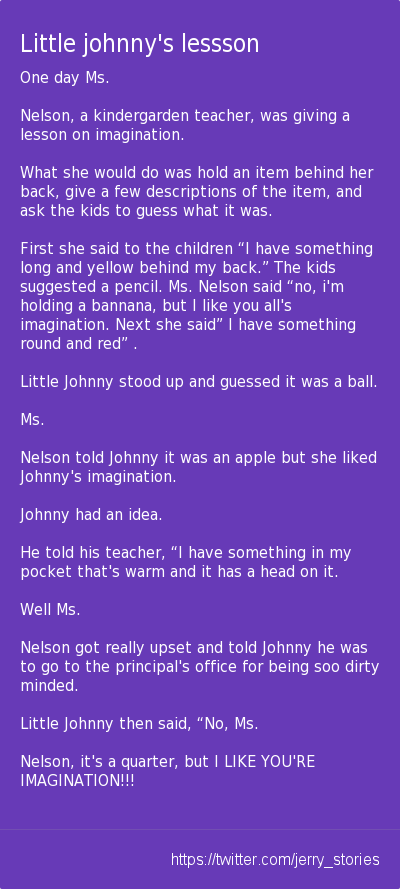 Little johnny's lessson
One day Ms.
Nelson, a kindergarden teacher, was giving a
lesson on imagination.
What she would do was hold an item behind her
back, give a few descriptions of the item, and
ask the kids to guess what it was.
First she said to the children “I have something
long and yellow behind my back.” The kids
suggested a pencil. Ms. Nelson said “no, i'm
holding a bannana, but I like you all's
imagination. Next she said” I have something
round and red” .
Little Johnny stood up and guessed it was a ball.
Ms.
Nelson told Johnny it was an apple but she liked
Johnny's imagination.
Johnny had an idea.
He told his teacher, “I have something in my
pocket that's warm and it has a head on it.
Well Ms.
Nelson got really upset and told Johnny he was
to go to the principal's office for being soo dirty
minded.
Little Johnny then said, “No, Ms.
Nelson, it's a quarter, but I LIKE YOU'RE
IMAGINATION!!!
https://twitter.com/jerry_stories